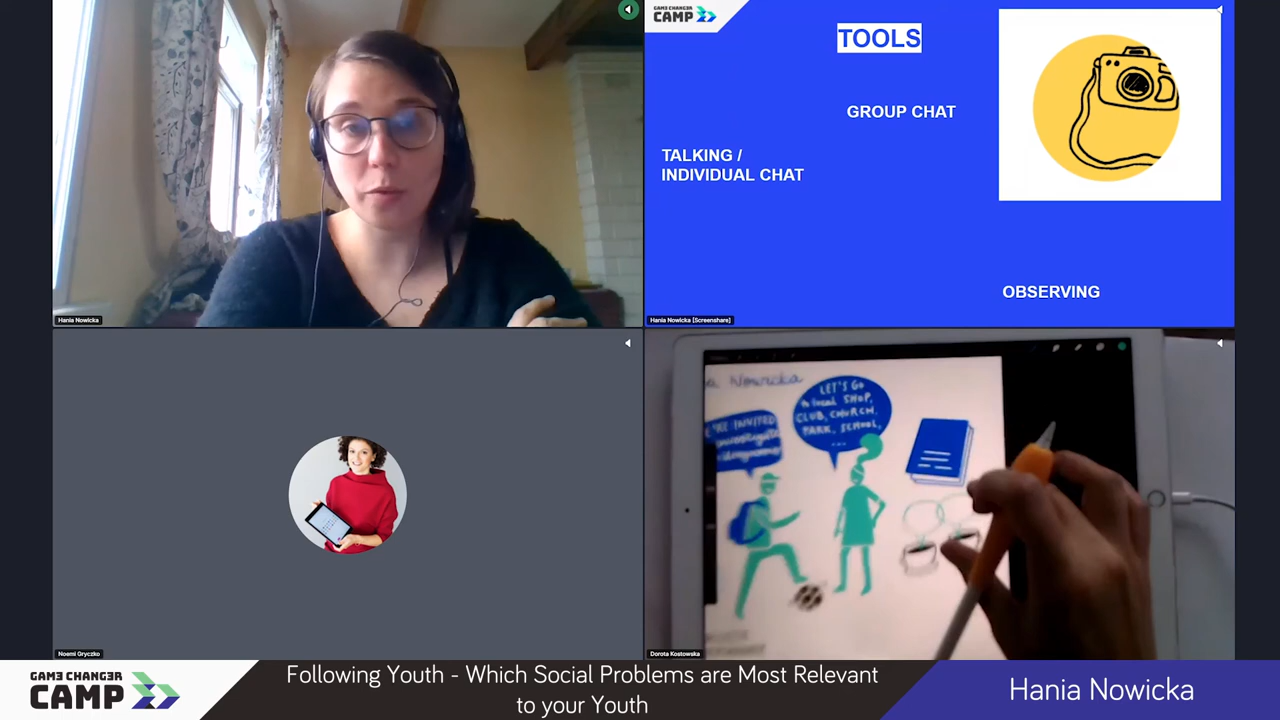 GAME CHANGER
CAMP
TOOLS
GROUP CHAT
TALKING /
INDIVIDUAL CHAT
OBSERVING
Hania Nowicka
Hania Nowicka [Screenshare]
Nowicka
LET'S GO
to local SHOP,
CLUB, CHURCH,
PARK, SCHOOL,
...
INVITED
Noemi Gryczko
Dorota Kostowska
GAME CHANGER
CAMP
Following Youth - Which Social Problems are Most Relevant
to your Youth
Hania Nowicka